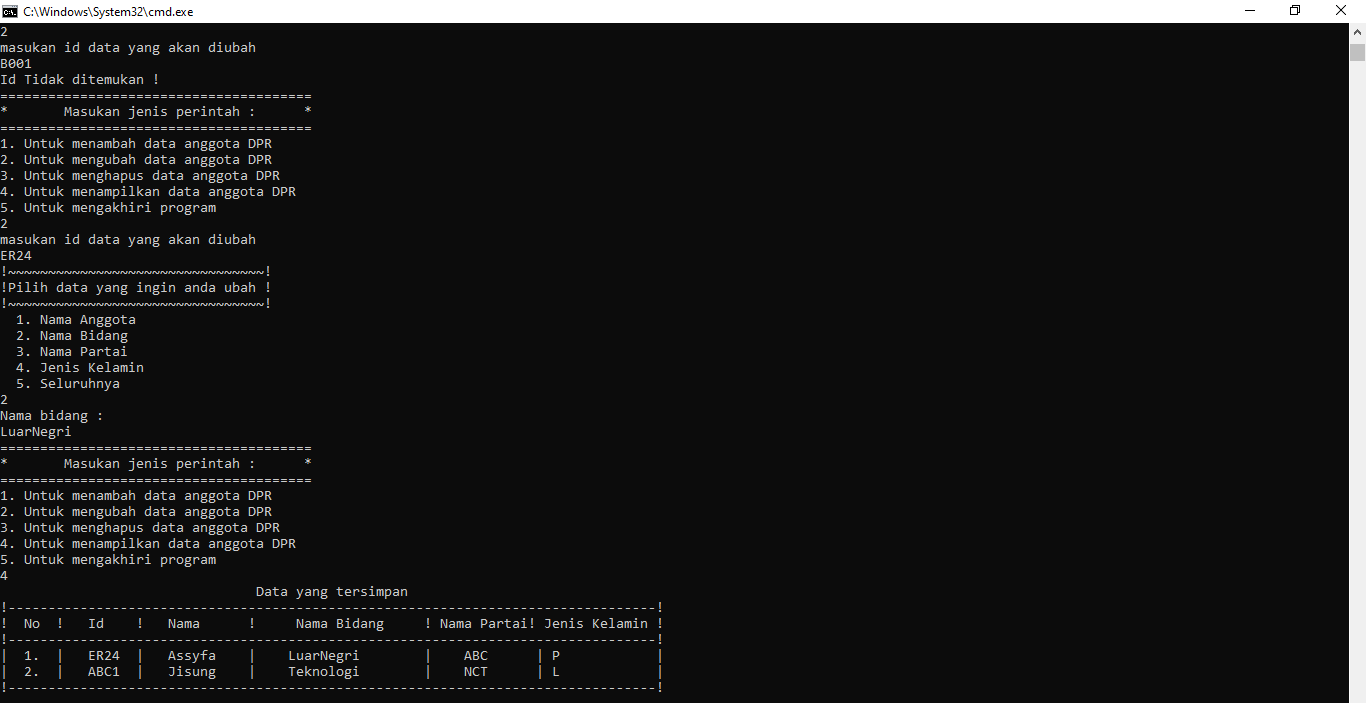 C:\Windows\System32\cmd.exe
2
masukan id data yang akan diubah
B001
Id Tidak ditemukan !
=======================================
*       Masukan jenis perintah :      *
=======================================
1. Untuk menambah data anggota DPR
2. Untuk mengubah data anggota DPR
3. Untuk menghapus data anggota DPR
4. Untuk menampilkan data anggota DPR
5. Untuk mengakhiri program
2
masukan id data yang akan diubah
ER24
!~~~~~~~~~~~~~~~~~~~~~~~~~~~~~~~~!
!Pilih data yang ingin anda ubah !
!~~~~~~~~~~~~~~~~~~~~~~~~~~~~~~~~!
  1. Nama Anggota
  2. Nama Bidang
  3. Nama Partai
  4. Jenis Kelamin
  5. Seluruhnya
2
Nama bidang :
LuarNegri
=======================================
*       Masukan jenis perintah :      *
=======================================
1. Untuk menambah data anggota DPR
2. Untuk mengubah data anggota DPR
3. Untuk menghapus data anggota DPR
4. Untuk menampilkan data anggota DPR
5. Untuk mengakhiri program
4
                                Data yang tersimpan
!---------------------------------------------------------------------------------!
!  No  !   Id    !   Nama      !     Nama Bidang     ! Nama Partai! Jenis Kelamin !
!---------------------------------------------------------------------------------!
|  1.  |   ER24  |   Assyfa    |    LuarNegri        |    ABC      | P            |
|  2.  |   ABC1  |   Jisung    |    Teknologi        |    NCT      | L            |
!---------------------------------------------------------------------------------!